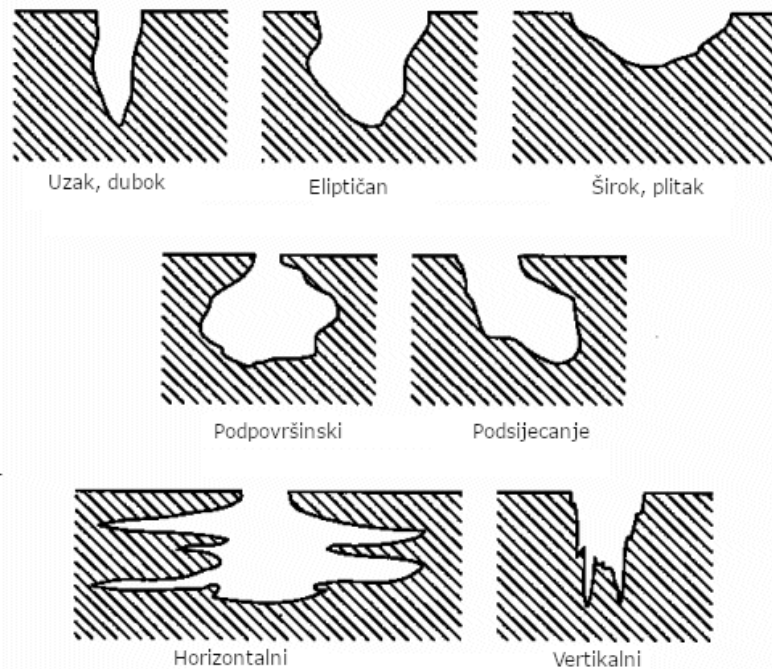 Uzak, dubok
Eliptičan
Širok, plitak
Podpovršinski
Podsijecanje
Horizontalni
Vertikalni